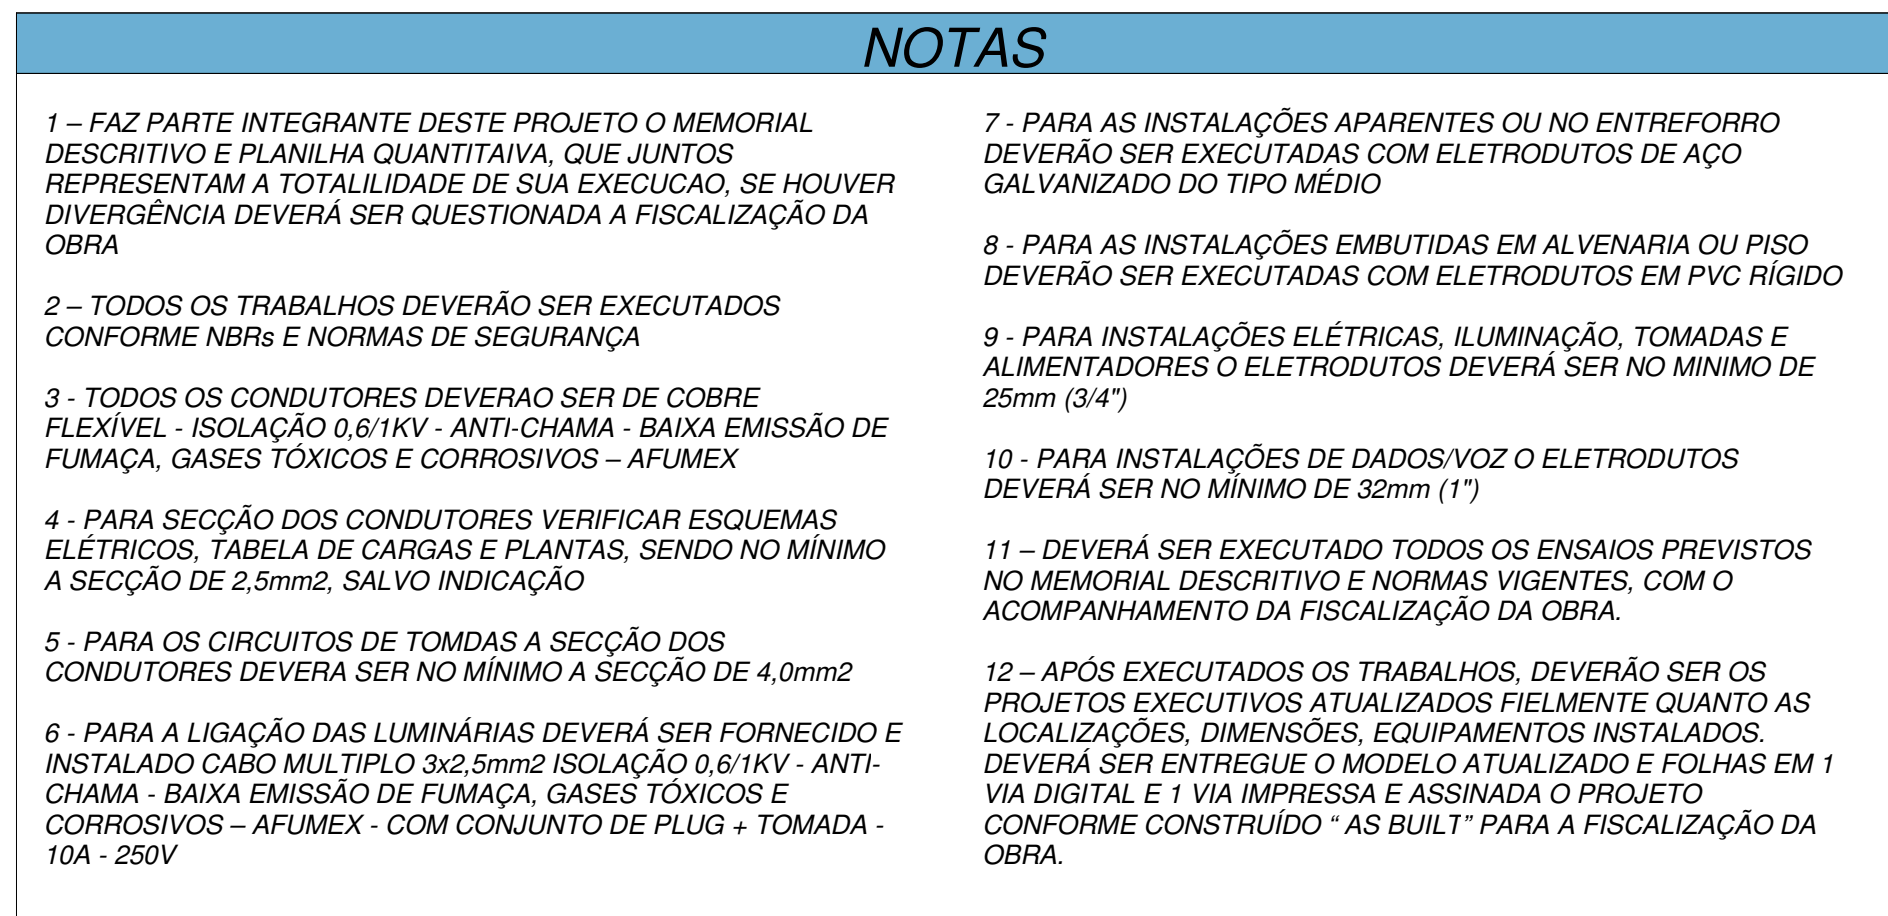 NOTAS
1 – FAZ PARTE INTEGRANTE DESTE PROJETO O MEMORIAL
DESCRITIVO E PLANILHA QUANTITAIVA, QUE JUNTOS
REPRESENTAM A TOTALILIDADE DE SUA EXECUCAO, SE HOUVER
DIVERGÊNCIA DEVERÁ SER QUESTIONADA A FISCALIZAÇÃO DA
OBRA
2 – TODOS OS TRABALHOS DEVERÃO SER EXECUTADOS
CONFORME NBRs E NORMAS DE SEGURANÇA
3 - TODOS OS CONDUTORES DEVERAO SER DE COBRE
FLEXÍVEL - ISOLAÇÃO 0,6/1KV - ANTI-CHAMA - BAIXA EMISSÃO DE
FUMAÇA, GASES TÓXICOS E CORROSIVOS – AFUMEX
4 - PARA SECÇÃO DOS CONDUTORES VERIFICAR ESQUEMAS
ELÉTRICOS, TABELA DE CARGAS E PLANTAS, SENDO NO MÍNIMO
A SECÇÃO DE 2,5mm2, SALVO INDICAÇÃO
5 - PARA OS CIRCUITOS DE TOMDAS A SECÇÃO DOS
CONDUTORES DEVERA SER NO MÍNIMO A SECÇÃO DE 4,0mm2
6 - PARA A LIGAÇÃO DAS LUMINÁRIAS DEVERÁ SER FORNECIDO E
INSTALADO CABO MULTIPLO 3x2,5mm2 ISOLAÇÃO 0,6/1KV - ANTI-
CHAMA - BAIXA EMISSÃO DE FUMAÇA, GASES TÓXICOS E
CORROSIVOS – AFUMEX - COM CONJUNTO DE PLUG + TOMADA -
10A - 250V
7 - PARA AS INSTALAÇÕES APARENTES OU NO ENTREFORRO
DEVERÃO SER EXECUTADAS COM ELETRODUTOS DE AÇO
GALVANIZADO DO TIPO MÉDIO
8 - PARA AS INSTALAÇÕES EMBUTIDAS EM ALVENARIA OU PISO
DEVERÃO SER EXECUTADAS COM ELETRODUTOS EM PVC RÍGIDO
9 - PARA INSTALAÇÕES ELÉTRICAS, ILUMINAÇÃO, TOMADAS E
ALIMENTADORES O ELETRODUTOS DEVERÁ SER NO MINIMO DE
25mm (3/4")
10 - PARA INSTALAÇÕES DE DADOS/VOZ O ELETRODUTOS
DEVERÁ SER NO MÍNIMO DE 32mm (1")
11 – DEVERÁ SER EXECUTADO TODOS OS ENSAIOS PREVISTOS
NO MEMORIAL DESCRITIVO E NORMAS VIGENTES, COM O
ACOMPANHAMENTO DA FISCALIZAÇÃO DA OBRA.
12 – APÓS EXECUTADOS OS TRABALHOS, DEVERÃO SER OS
PROJETOS EXECUTIVOS ATUALIZADOS FIELMENTE QUANTO AS
LOCALIZAÇÕES, DIMENSÕES, EQUIPAMENTOS INSTALADOS.
DEVERÁ SER ENTREGUE O MODELO ATUALIZADO E FOLHAS EM 1
VIA DIGITAL E 1 VIA IMPRESSA E ASSINADA O PROJETO
CONFORME CONSTRUÍDO “ AS BUILT” PARA A FISCALIZAÇÃO DA
OBRA.